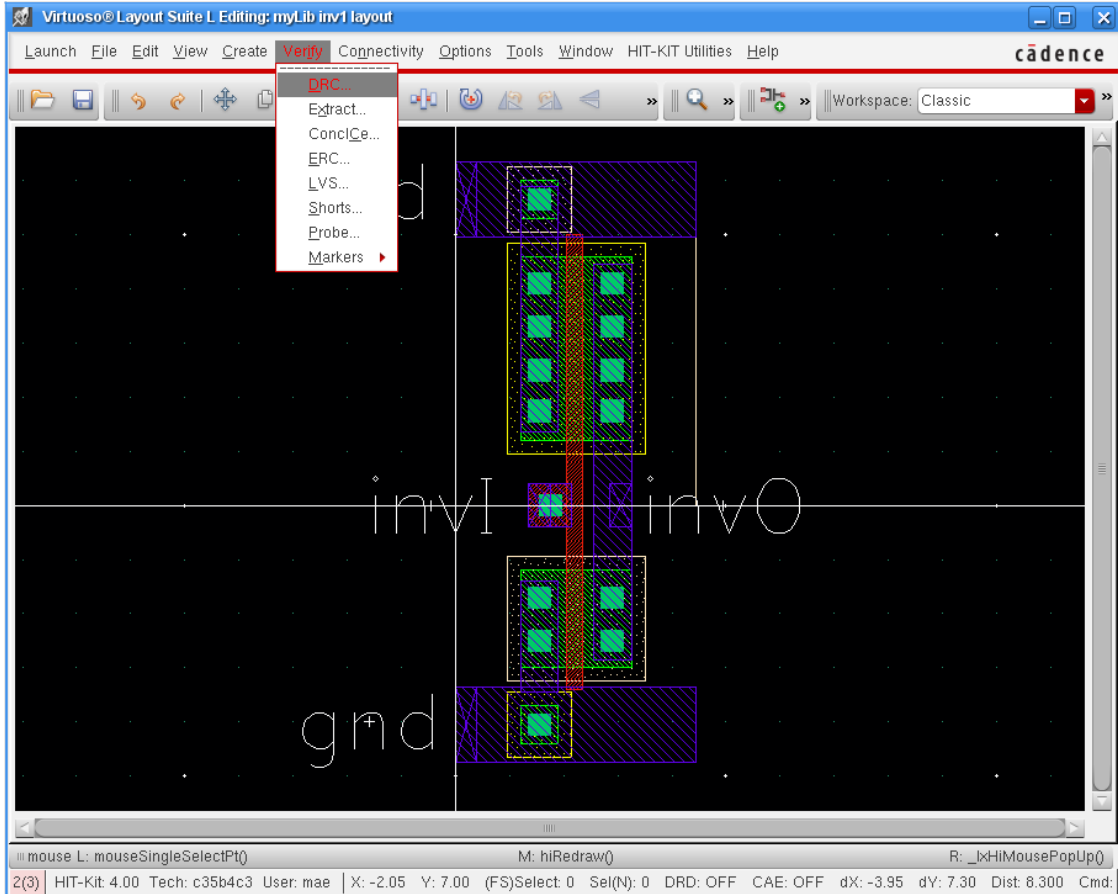 Virtuoso® Layout Suite L Editing: myLib inv1 layout
Launch File Edit View Create Verify Connectivity Options Tools Window HIT-KIT Utilities Help cādence
DRC...
Extract...
ConcICe...
ERC...
LVS...
Shorts...
Probe...
Markers
» » » Workspace: Classic »
d
invI invO
gnd
mouse L: mouseSingleSelectPt() M: hiRedraw() R: _lxHiMousePopUp()
2(3) HIT-Kit: 4.00 Tech: c35b4c3 User: mae X: -2.05 Y: 7.00 (FS)Select: 0 Sel(N): 0 DRD: OFF CAE: OFF dX: -3.95 dY: 7.30 Dist: 8.300 Cmd: